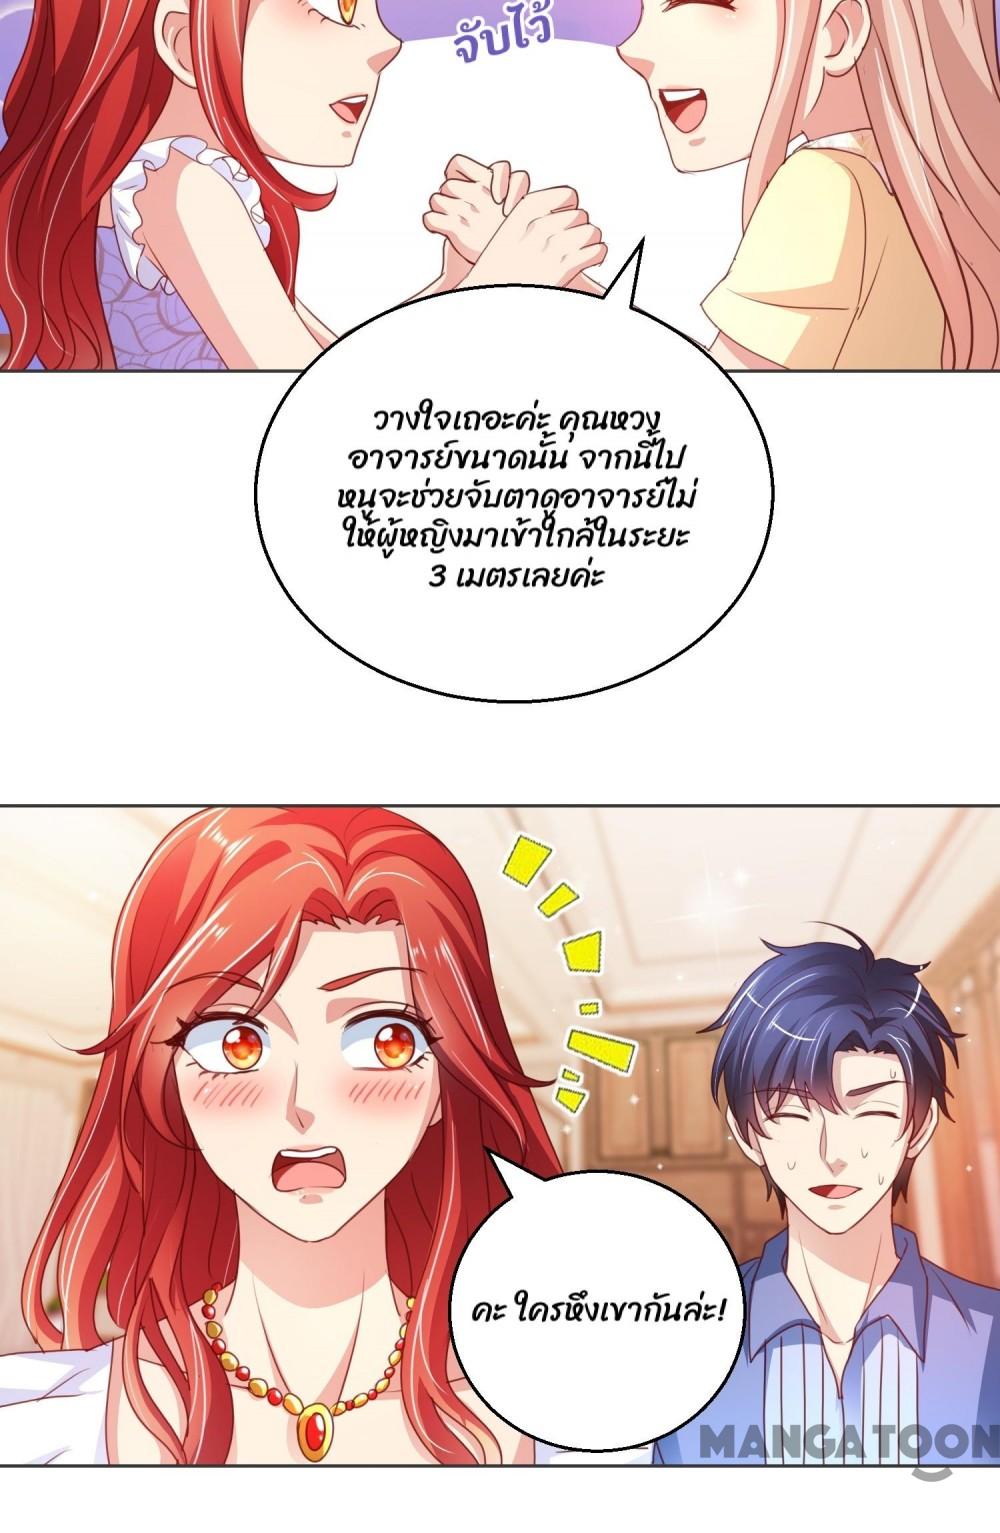 จับไว้
วางใจเถอะค่ะ คุณหวง
อาจารย์ขนาดนั้น จากนี้ไป
หนูจะช่วยจับตาดูอาจารย์ไม่
ให้ผู้หญิงมาเข้าใกล้ในระยะ
3 เมตรเลยค่ะ
คะ ใครหึงเขากันล่ะ!
MANGATOON